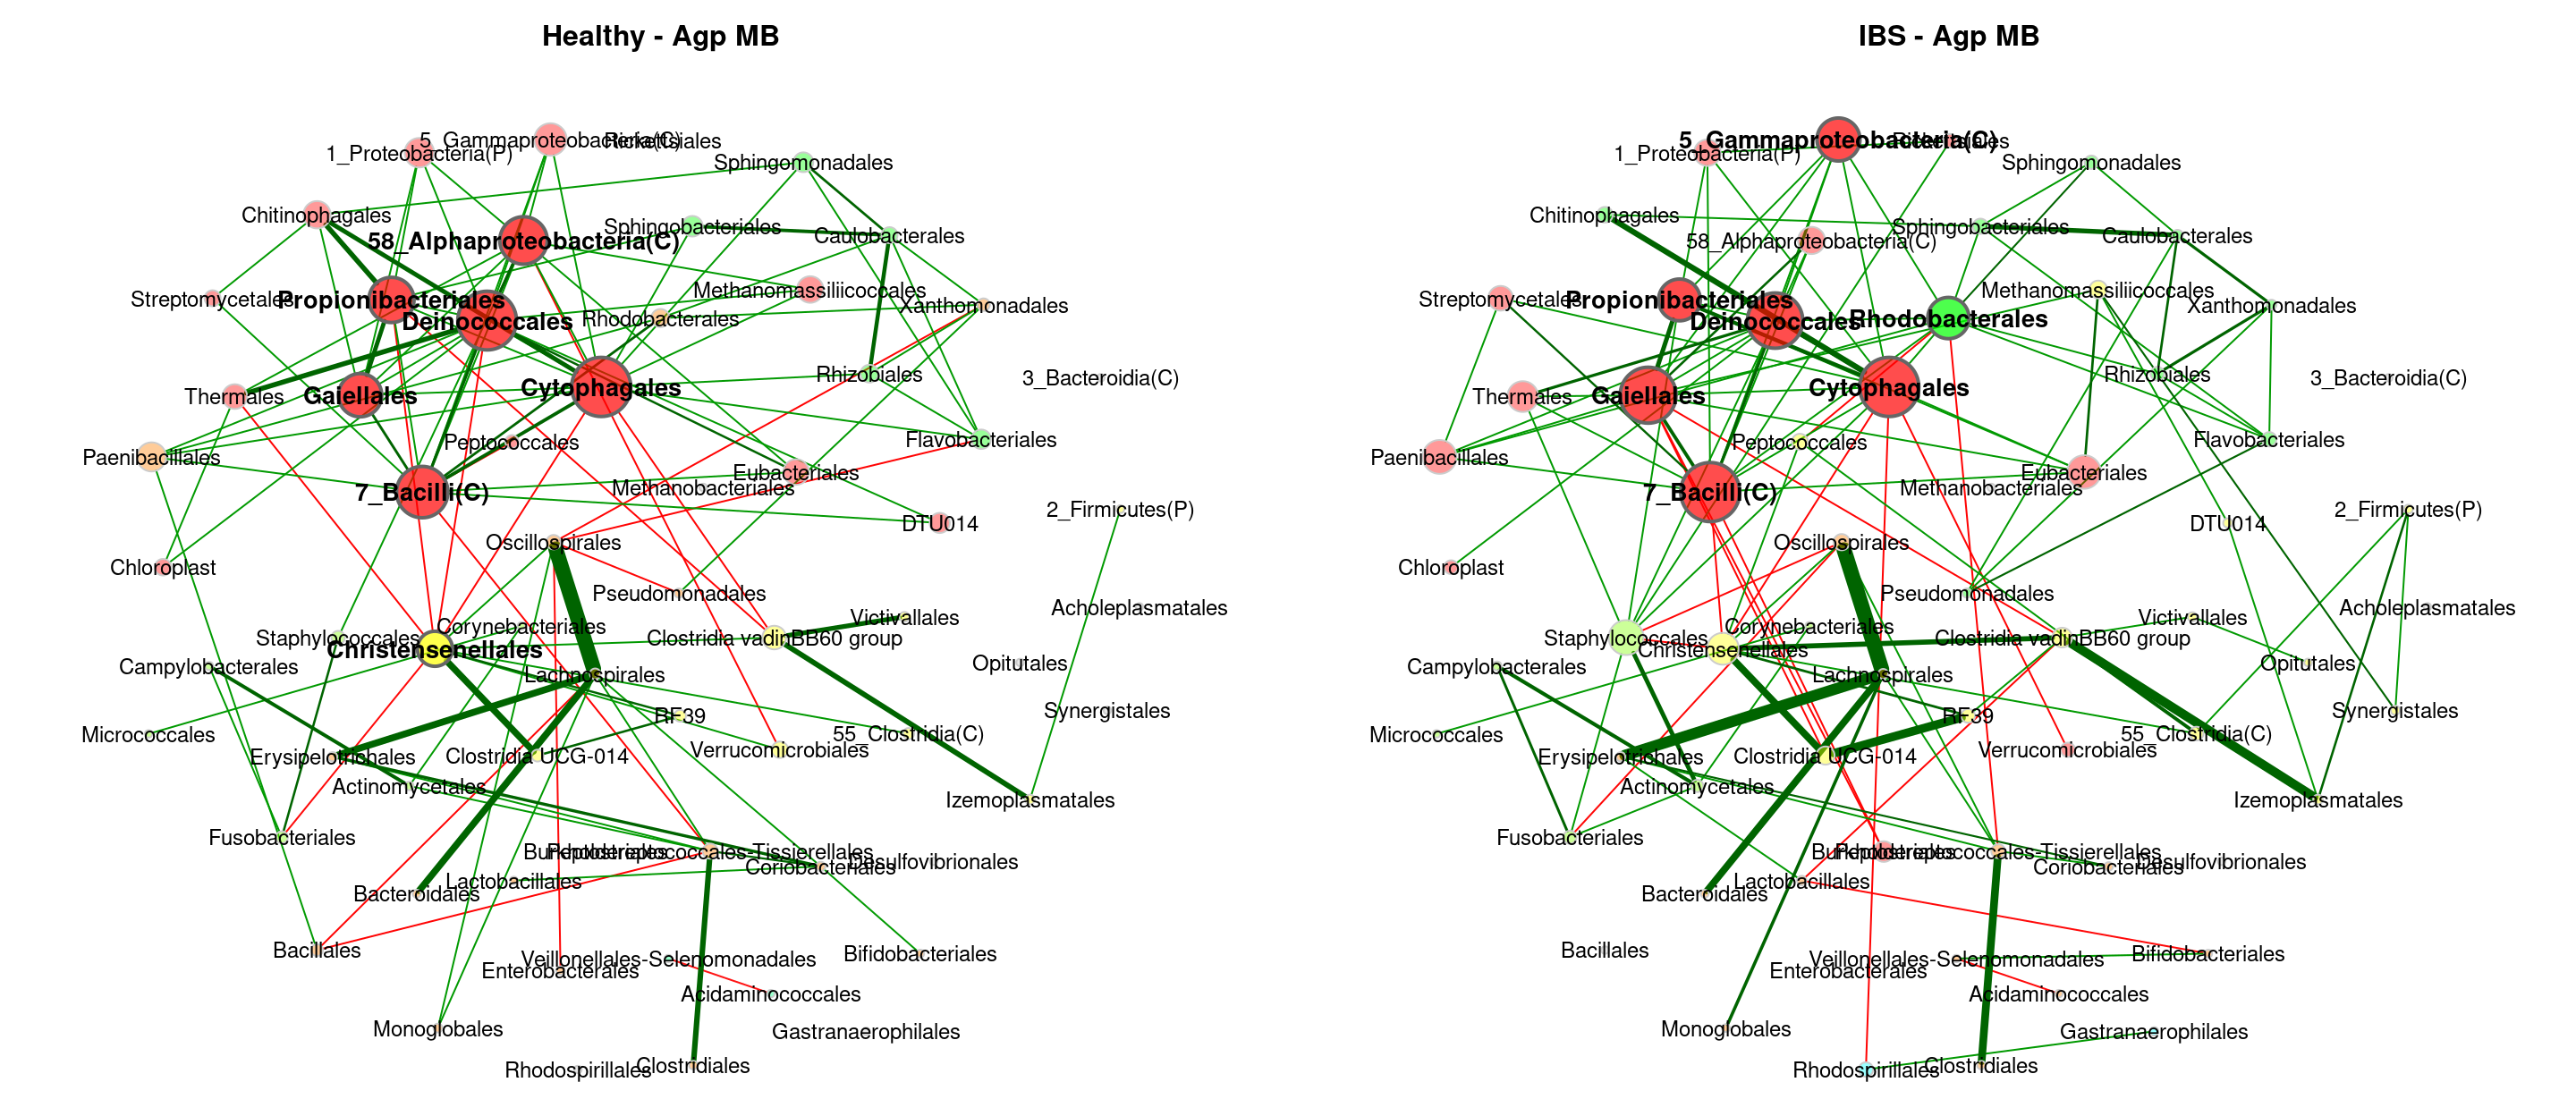 Healthy - Agp MB
5_Gammaproteobacteria(C)
Rickettsiales
1_Proteobacteria(P)
Sphingomonadales
Chitinophagales
Sphingobacteriales
Caulobacterales
58_Alphaproteobacteria(C)
Methanomassiliicoccales
Streptomycetales
Propionibacteriales
Xanthomonadales
Deinococcales
Rhodobacterales
Rhizobiales
3_Bacteroidia(C)
Thermales
Gaiellales
Cytophagales
Peptococcales
Flavobacteriales
Paenibacillales
Eubacteriales
Methanobacteriales
7_Bacilli(C)
2_Firmicutes(P)
DTU014
Oscillospirales
Chloroplast
Pseudomonadales
Acholeplasmatales
Victivallales
Corynebacteriales
Staphylococcales
Clostridia vadinBB60 group
Christensenellales
Opitutales
Campylobacterales
Lachnospirales
Synergistales
RF39
Micrococcales
55_Clostridia(C)
Verrucomicrobiales
Erysipelotrichales
Clostridia UCG-014
Actinomycetales
Izemoplasmatales
Fusobacteriales
Burkholderiales
Peptostreptococcales-Tissierellales
Desulfovibrionales
Coriobacteriales
Lactobacillales
Bacteroidales
Bacillales
Bifidobacteriales
Veillonellales-Selenomonadales
Enterobacterales
Acidaminococcales
Monoglobales
Gastranaerophilales
Clostridiales
Rhodospirillales
IBS - Agp MB
5_Gammaproteobacteria(C)
Rickettsiales
1_Proteobacteria(P)
Sphingomonadales
Chitinophagales
Sphingobacteriales
Caulobacterales
58_Alphaproteobacteria(C)
Methanomassiliicoccales
Streptomycetales
Propionibacteriales
Xanthomonadales
Deinococcales
Rhodobacterales
Rhizobiales
3_Bacteroidia(C)
Thermales
Gaiellales
Cytophagales
Peptococcales
Flavobacteriales
Paenibacillales
Eubacteriales
Methanobacteriales
7_Bacilli(C)
2_Firmicutes(P)
DTU014
Oscillospirales
Chloroplast
Pseudomonadales
Acholeplasmatales
Victivallales
Corynebacteriales
Staphylococcales
Clostridia vadinBB60 group
Christensenellales
Opitutales
Campylobacterales
Lachnospirales
Synergistales
RF39
Micrococcales
55_Clostridia(C)
Verrucomicrobiales
Erysipelotrichales
Clostridia UCG-014
Actinomycetales
Izemoplasmatales
Fusobacteriales
Burkholderiales
Peptostreptococcales-Tissierellales
Desulfovibrionales
Coriobacteriales
Lactobacillales
Bacteroidales
Bacillales
Bifidobacteriales
Veillonellales-Selenomonadales
Enterobacterales
Acidaminococcales
Monoglobales
Gastranaerophilales
Clostridiales
Rhodospirillales